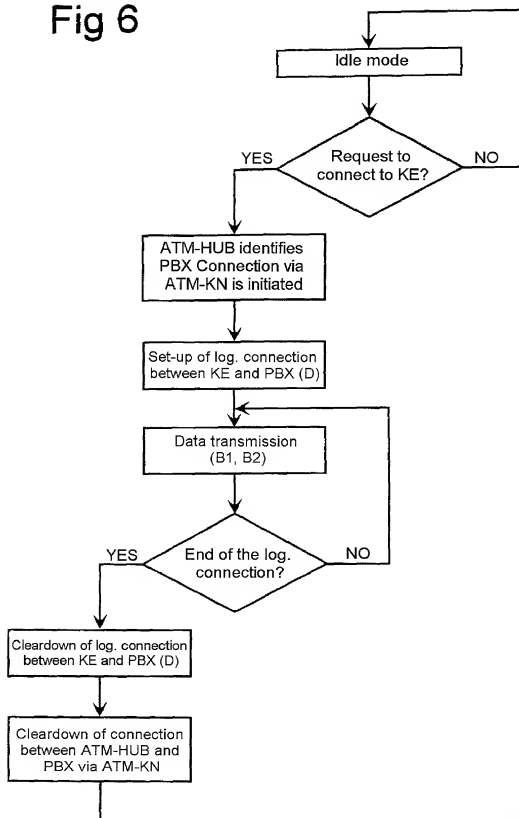 Fig 6
Idle mode
Request to
connect to KE?
YES
NO
ATM-HUB identifies
PBX Connection via
ATM-KN is initiated
Set-up of log. connection
between KE and PBX (D)
Data transmission
(B1, B2)
End of the log.
connection?
YES
NO
Cleardown of log. connection
between KE and PBX (D)
Cleardown of connection
between ATM-HUB and
PBX via ATM-KN